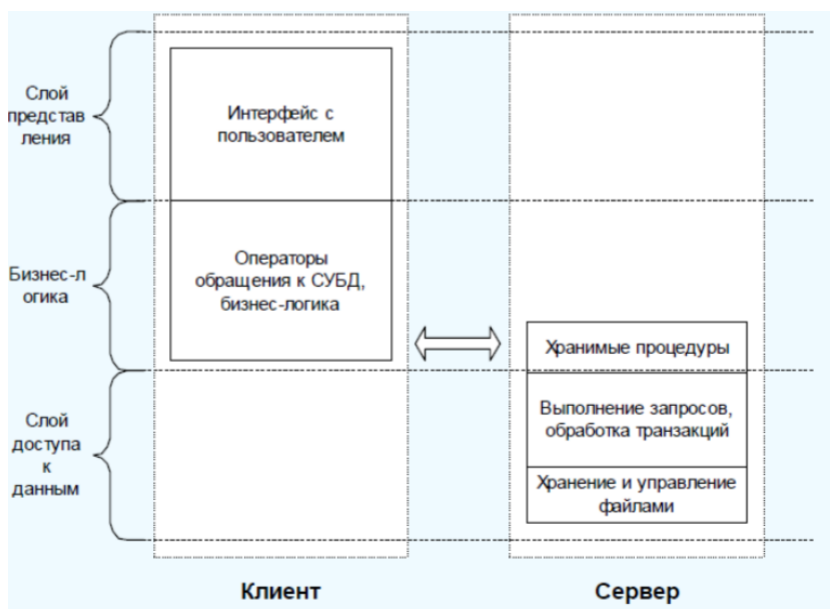 Слой
представ
ления
Интерфейс с
пользователем
Бизнес-л
огика
Операторы
обращения к СУБД,
бизнес-логика
Хранимые процедуры
Слой
доступа
к
данным
Выполнение запросов,
обработка транзакций
Хранение и управление
файлами
Клиент
Сервер